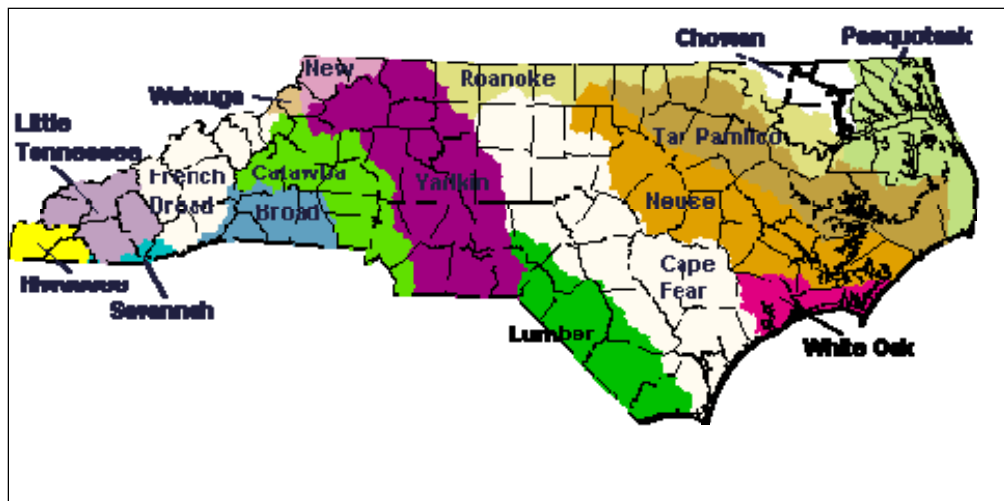 Chowan
Pasquotank
New
Roanoke
Watauga
Little
Tennessee
Tar Pamlico
French
Broad
Catawba
Yadkin
Broad
Neuse
Cape
Fear
Hiwassee
Savannah
Lumber
White Oak